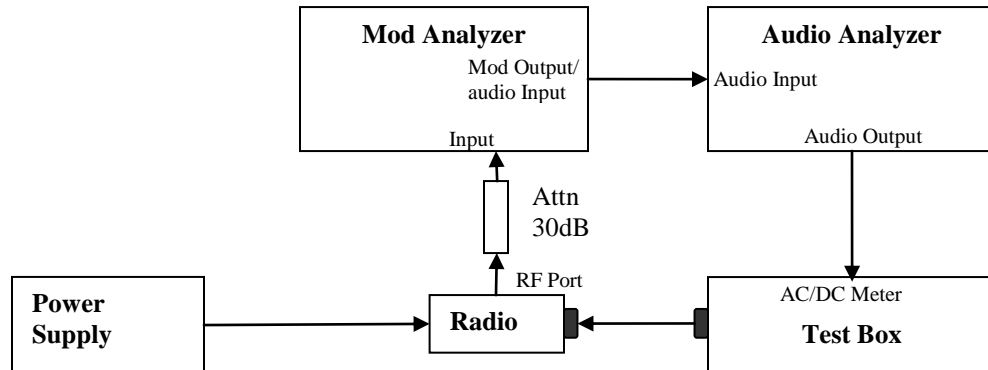 Mod Analyzer
Mod Output/
audio Input
Input
Audio Analyzer
Audio Input
Audio Output
Attn
30dB
RF Port
Power
Supply
Radio
AC/DC Meter
Test Box